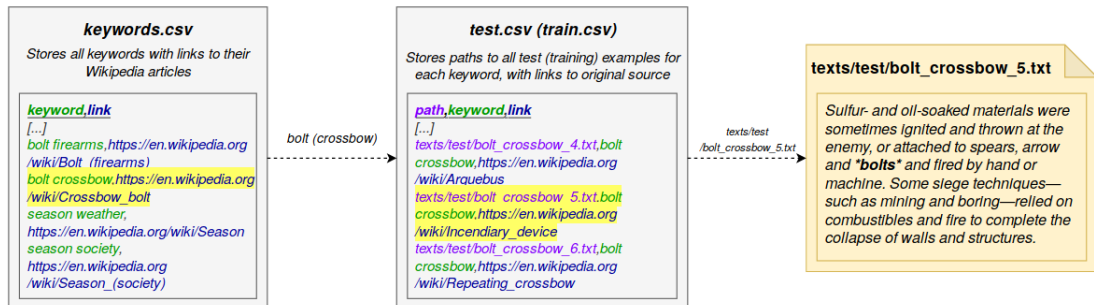 keywords.csv
Stores all keywords with links to their
Wikipedia articles
keyword,link
[...]
bolt firearms,https://en.wikipedia.org
/wiki/Bolt_(firearms)
bolt crossbow,https://en.wikipedia.org
/wiki/Crossbow_bolt
season weather,
https://en.wikipedia.org/wiki/Season
season society,
https://en.wikipedia.org
/wiki/Season_(society)
bolt (crossbow)
test.csv (train.csv)
Stores paths to all test (training) examples for
each keyword, with links to original source
path,keyword,link
[...]
texts/test/bolt_crossbow_4.txt,bolt
crossbow,https://en.wikipedia.org
/wiki/Arquebus
texts/test/bolt_crossbow_5.txt,bolt
crossbow,https://en.wikipedia.org
/wiki/Incendiary_device
texts/test/bolt_crossbow_6.txt,bolt
crossbow,https://en.wikipedia.org
/wiki/Repeating_crossbow
texts/test
/bolt_crossbow_5.txt
texts/test/bolt_crossbow_5.txt
Sulfur- and oil-soaked materials were
sometimes ignited and thrown at the
enemy, or attached to spears, arrow
and *bolts* and fired by hand or
machine. Some siege techniques—
such as mining and boring—relied on
combustibles and fire to complete the
collapse of walls and structures.